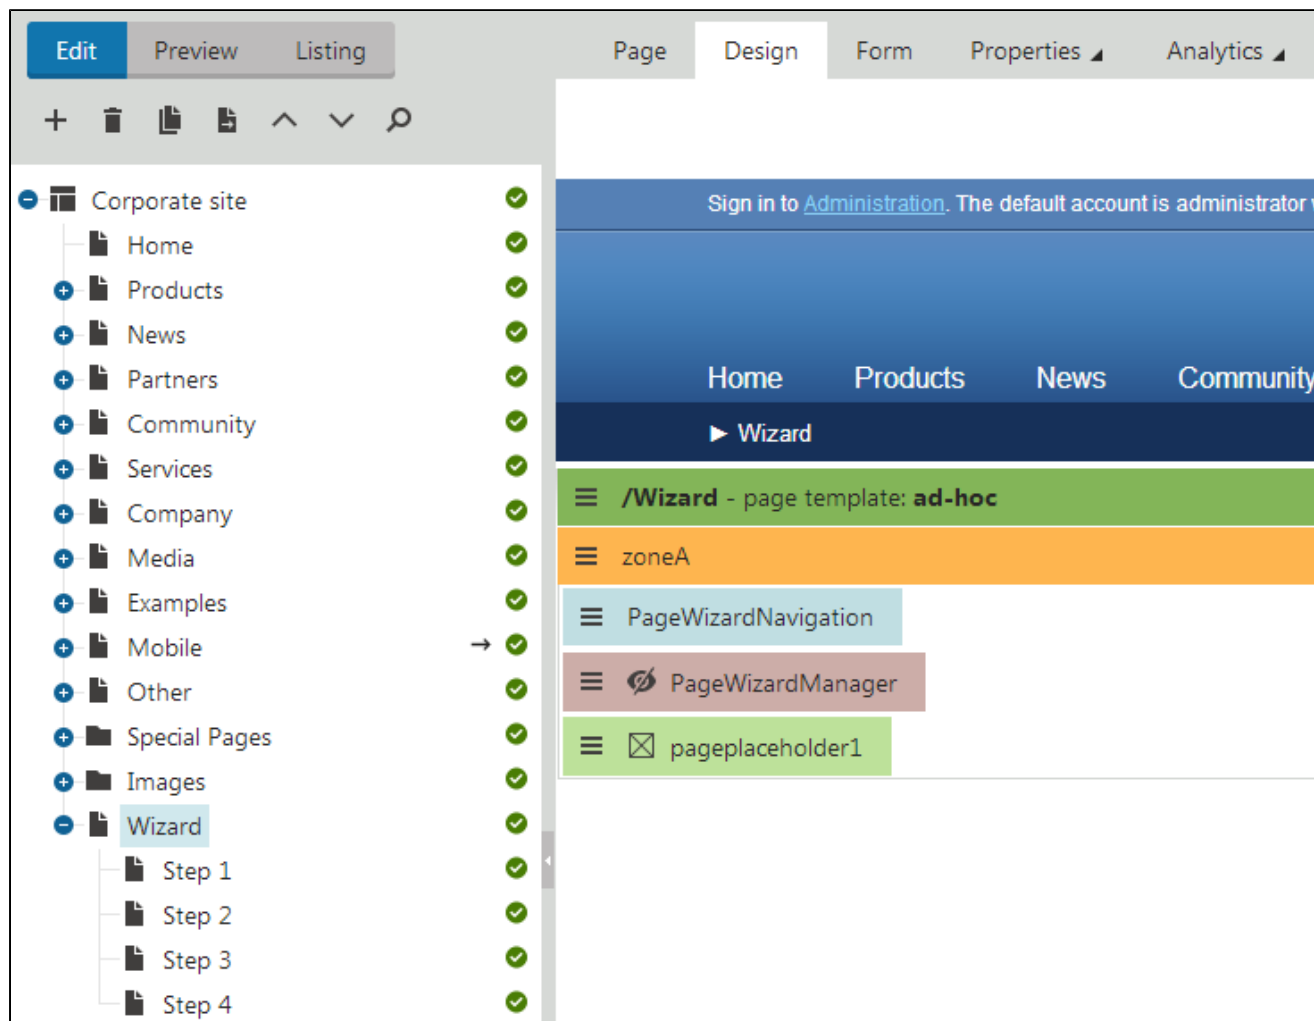 Edit Preview Listing
Page Design Form Properties Analytics
Corporate site
Home
Products
News
Partners
Community
Services
Company
Media
Examples
Mobile
Other
Special Pages
Images
Wizard
Step 1
Step 2
Step 3
Step 4
Sign in to Administration. The default account is administrator
Home Products News Community
Wizard
/Wizard - page template: ad-hoc
zoneA
PageWizardNavigation
PageWizardManager
pageplaceholder1